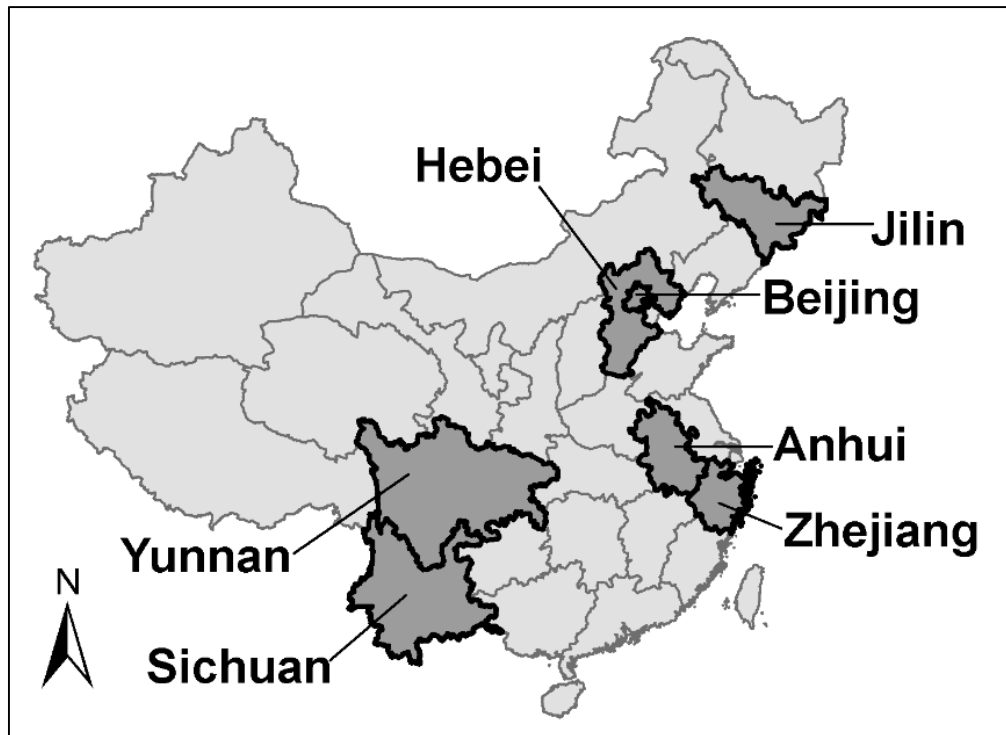 Hebei
Jilin
Beijing
Anhui
Zhejiang
Yunnan
N
Sichuan